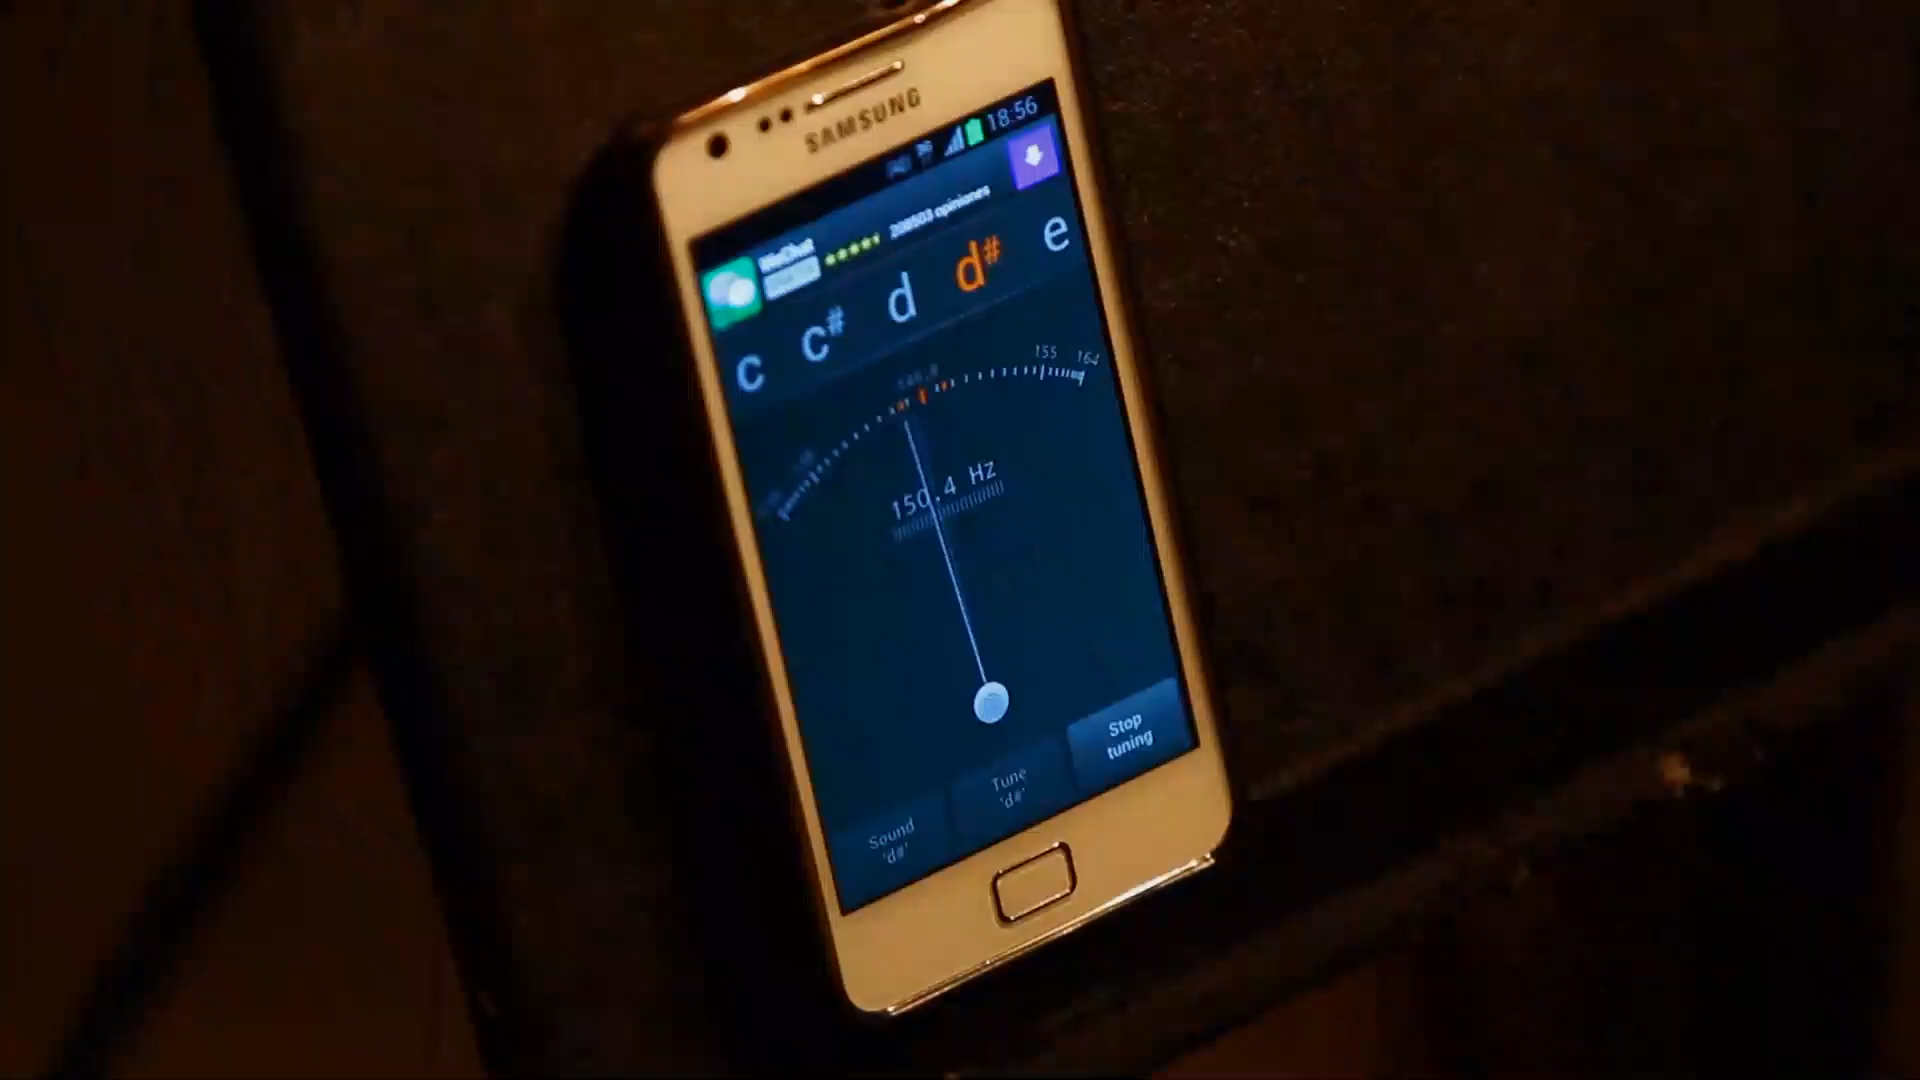 SAMSUNG
18:56
WeChat
208503 opiniones
c c# d d# e
155 164
150.4 Hz
Stop
tuning
Tune
'd#'
Sound
'd#'